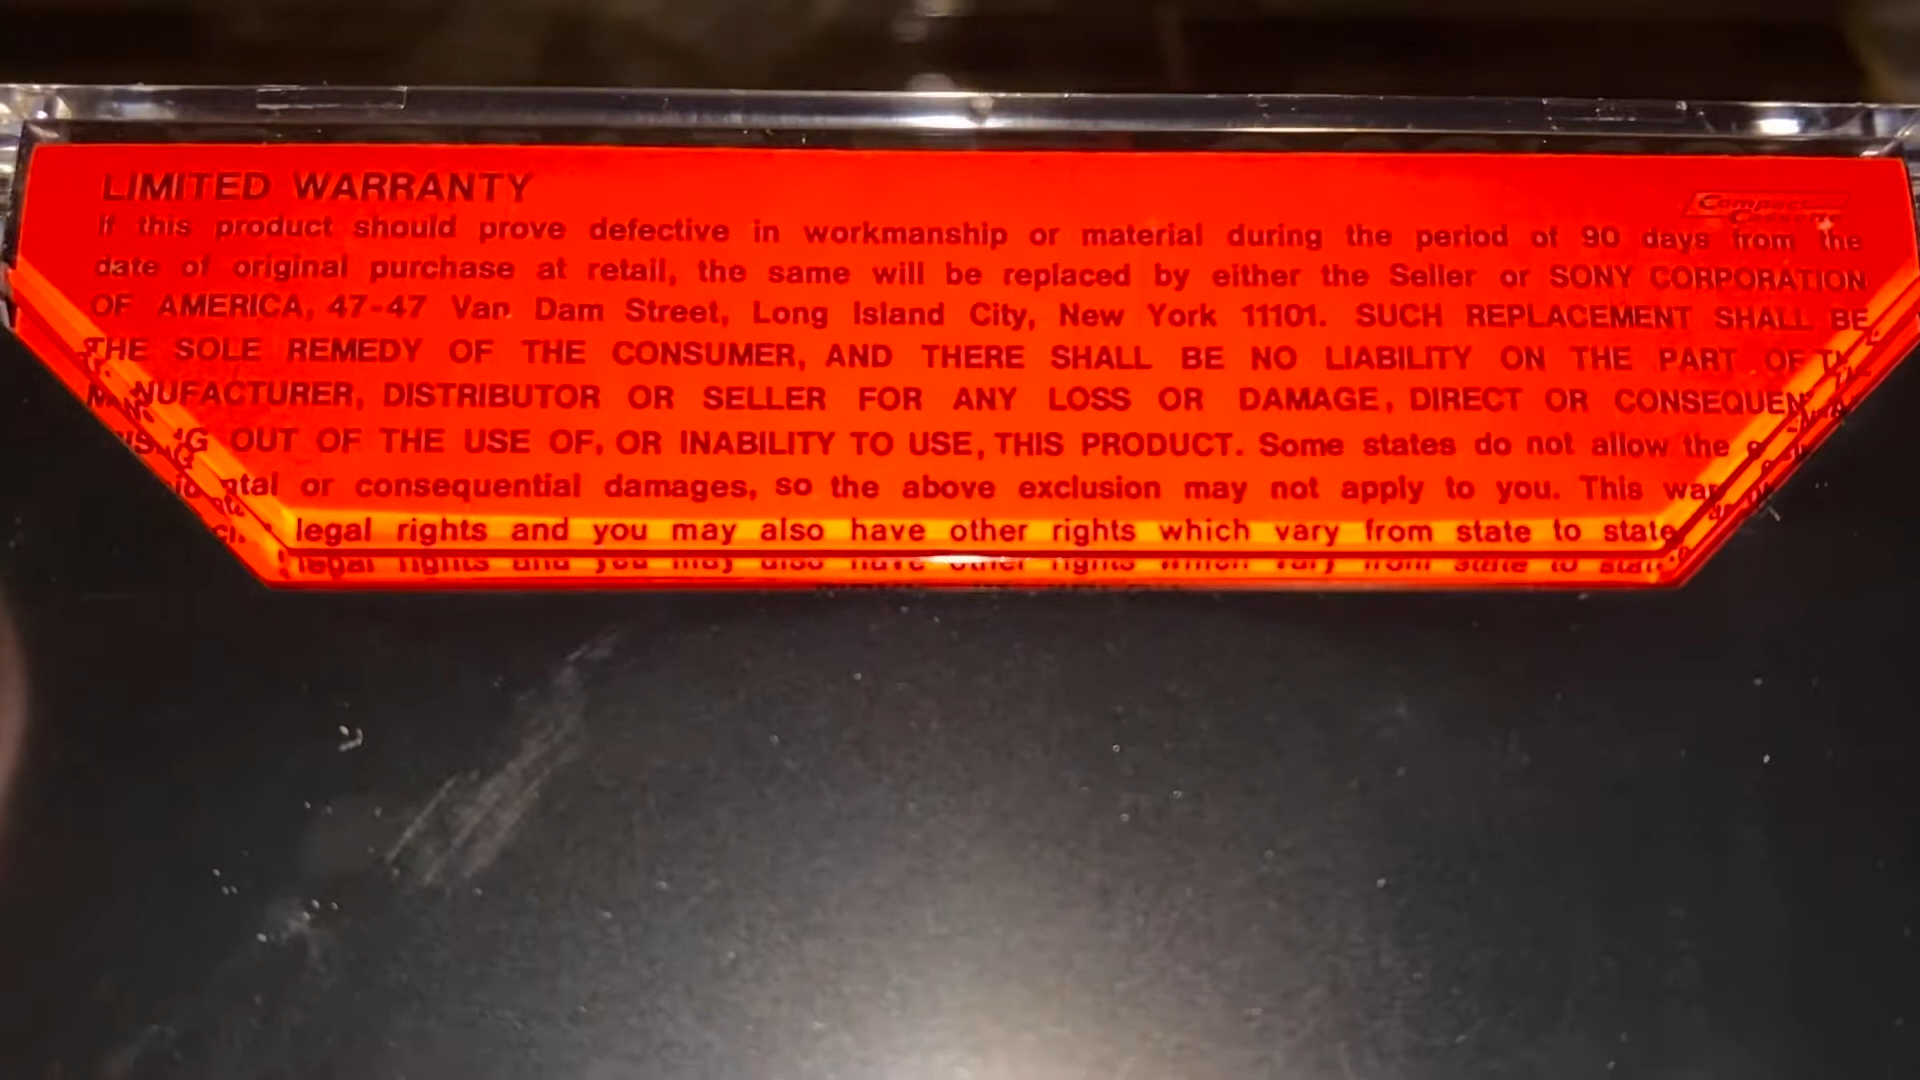 LIMITED WARRANTY
Compact
Cassette
If this product should prove defective in workmanship or material during the period of 90 days from the
date of original purchase at retail, the same will be replaced by either the Seller or SONY CORPORATION
OF AMERICA, 47-47 Van Dam Street, Long Island City, New York 11101. SUCH REPLACEMENT SHALL BE
THE SOLE REMEDY OF THE CONSUMER, AND THERE SHALL BE NO LIABILITY ON THE PART OF
NUFACTURER, DISTRIBUTOR OR SELLER FOR ANY LOSS OR DAMAGE, DIRECT OR CONSEQUEN
OUT OF THE USE OF, OR INABILITY TO USE, THIS PRODUCT. Some states do not allow the
ntal or consequential damages, so the above exclusion may not apply to you. This war
legal rights and you may also have other rights which vary from state to state